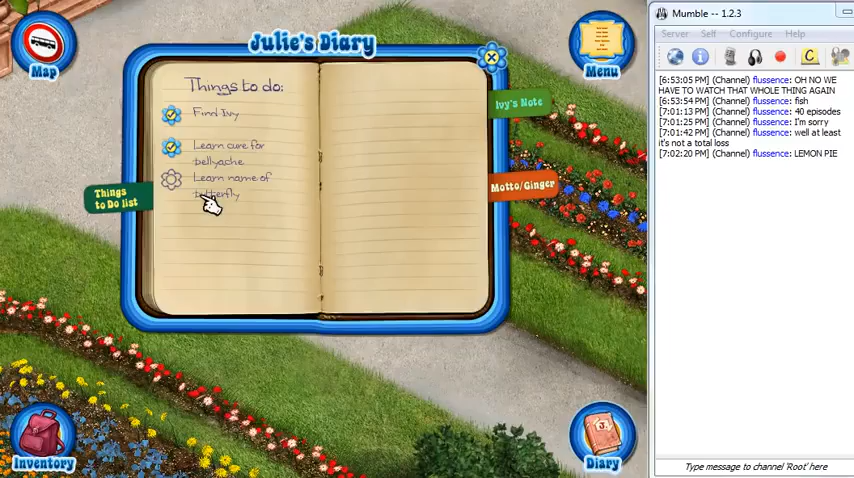 Map
Julie's Diary
Menu
Things to do:
Find Ivy
Learn cure for
bellyache
Learn name of
butterfly
Things
to Do list
Ivy's Note
Motto/Ginger
Inventory
Diary
Mumble -- 1.2.3
Server Self Configure Help
[6:53:05 PM] (Channel) flussence: OH NO WE
HAVE TO WATCH THAT WHOLE THING AGAIN
[6:53:54 PM] (Channel) flussence: fish
[7:01:13 PM] (Channel) flussence: 40 episodes
[7:01:25 PM] (Channel) flussence: I'm sorry
[7:01:42 PM] (Channel) flussence: well at least
it's not a total loss
[7:02:20 PM] (Channel) flussence: LEMON PIE
Type message to channel 'Root' here